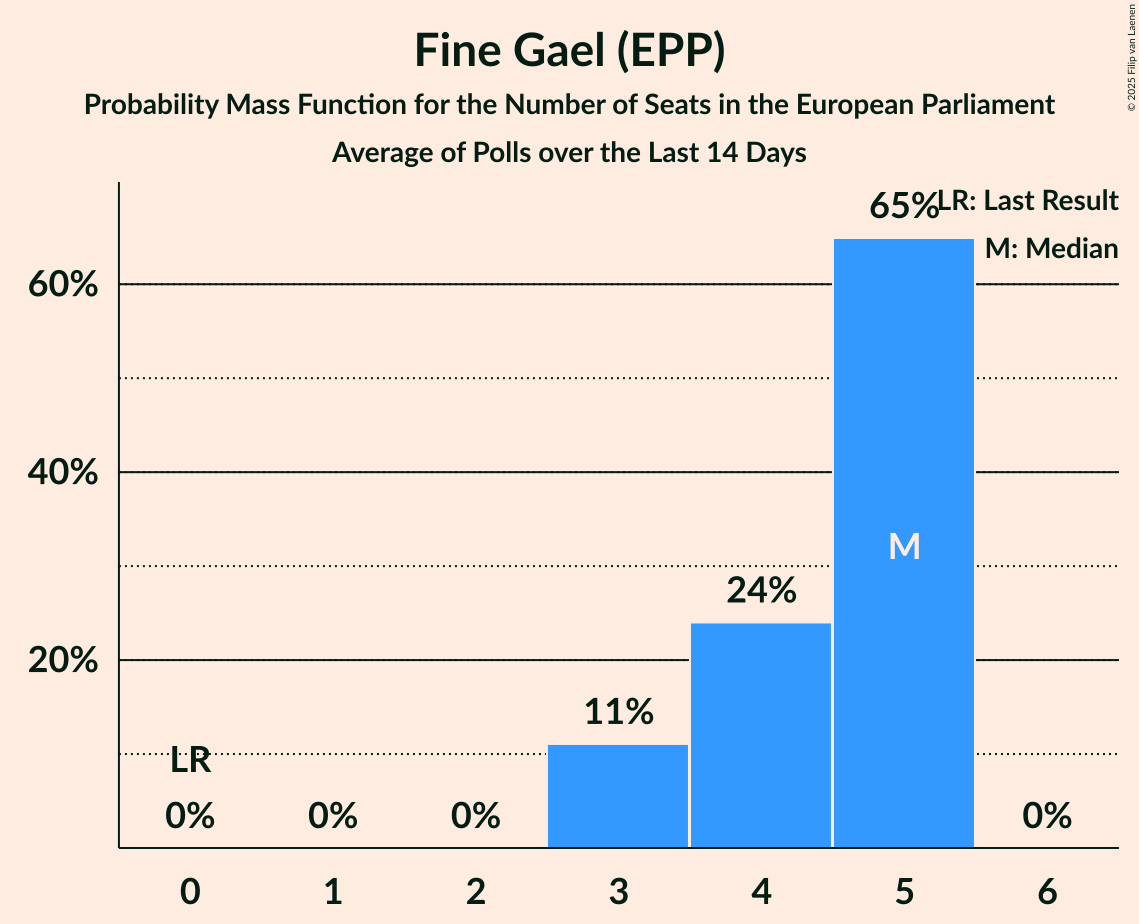 Fine Gael (EPP)
Probability Mass Function for the Number of Seats in the European Parliament
Average of Polls over the Last 14 Days
© 2025 Filip van Laenen
LR: Last Result
M: Median
65%
60%
40%
M
24%
20%
11%
LR
0%
0%
0%
0%
0
1
2
3
4
5
6